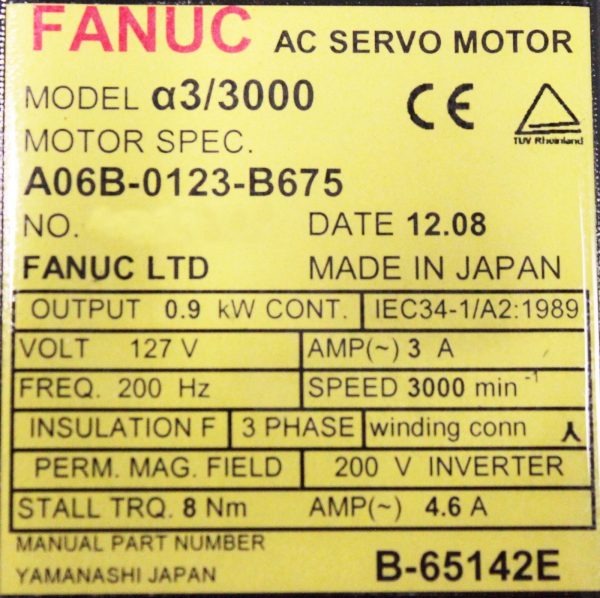 FANUC AC SERVO MOTOR
MODEL α3/3000 CE
TUV Rheinland
MOTOR SPEC.
A06B-0123-B675
NO. DATE 12.08
FANUC LTD MADE IN JAPAN
OUTPUT 0.9 kW CONT. IEC34-1/A2:1989
VOLT 127 V AMP(~) 3 A
FREQ. 200 Hz SPEED 3000 min⁻¹
INSULATION F 3 PHASE winding conn
PERM. MAG. FIELD 200 V INVERTER
STALL TRQ. 8 Nm AMP(~) 4.6 A
MANUAL PART NUMBER
YAMANASHI JAPAN B-65142E